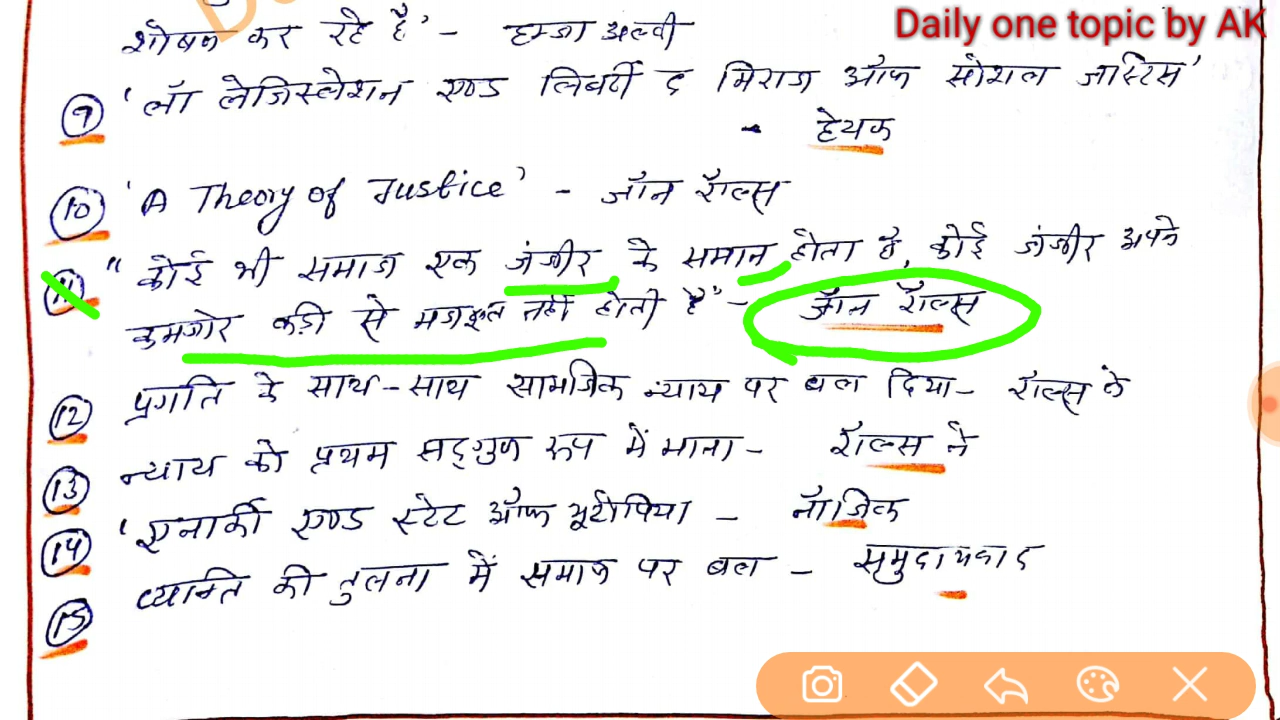 Daily one topic by AK
शोषण कर रहे है' - हम्जा अल्वी
9 'लॉ लेजिस्लेशन एण्ड लिबर्टी द मिराज ऑफ सोशल जास्टिस'
- हेयक
10 'A Theory of Justice' - जॉन रॉल्स
11 "कोई भी समाज एक जंजीर के समान होता है, कोई जंजीर अपने
कमजोर कड़ी से मजबूत नहीं होती है" - जॉन रॉल्स
12 प्रगति के साथ-साथ सामजिक न्याय पर बल दिया- रॉल्स के
13 न्याय को प्रथम सद्गुण रूप में माना - रॉल्स ने
14 'एनार्की एण्ड स्टेट ऑफ यूटोपिया - नॉजिक
15 व्यक्ति की तुलना में समाज पर बल - समुदायवाद